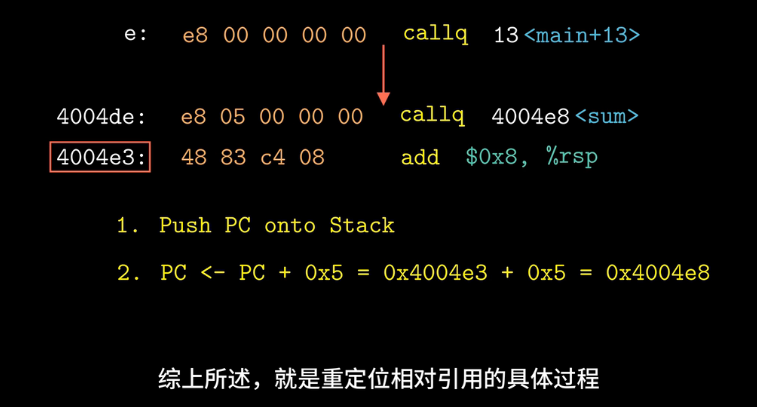 e: e8 00 00 00 00 callq 13 <main+13>
4004de: e8 05 00 00 00 callq 4004e8 <sum>
4004e3: 48 83 c4 08 add $0x8, %rsp
1. Push PC onto Stack
2. PC <- PC + 0x5 = 0x4004e3 + 0x5 = 0x4004e8
综上所述，就是重定位相对引用的具体过程